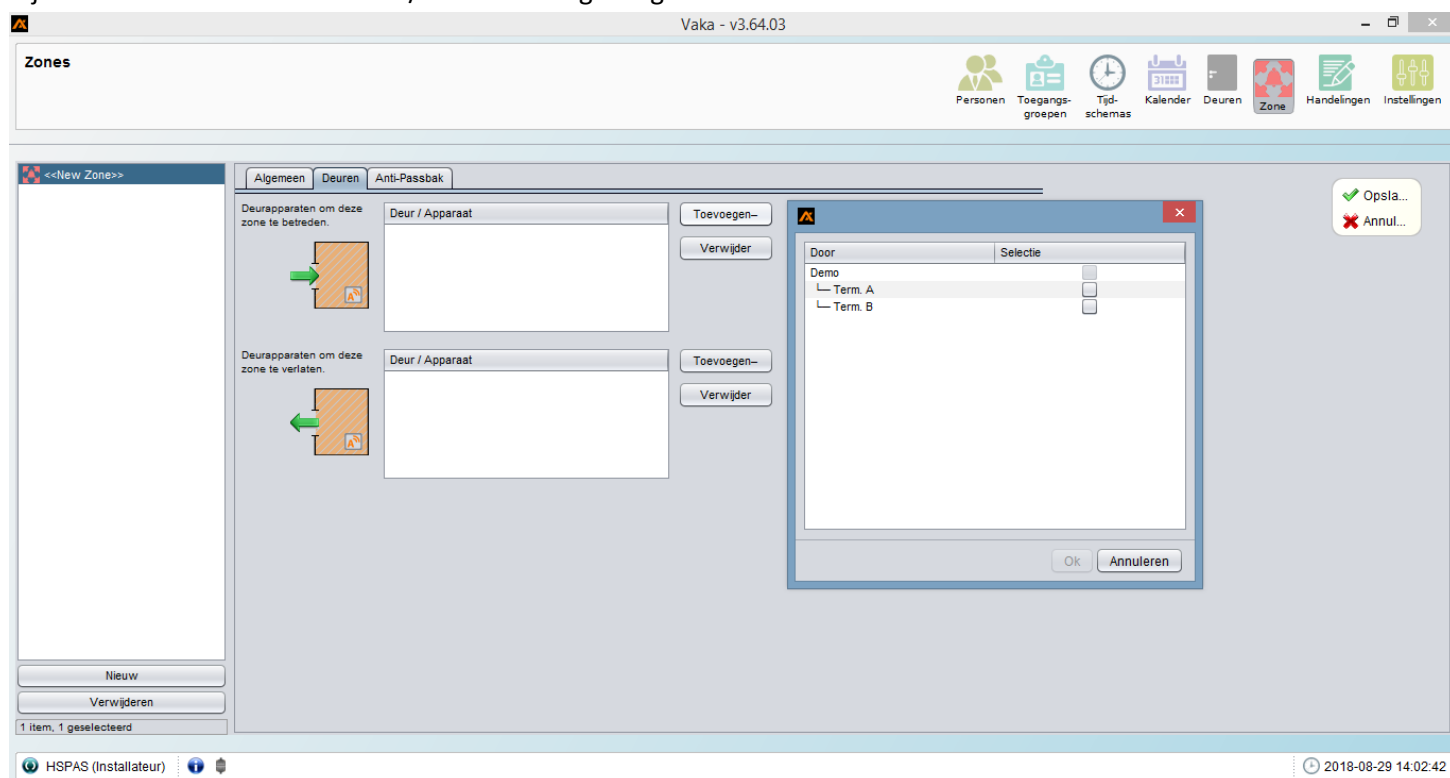 Vaka - v3.64.03
Zones
Personen
Toegangs-
groepen
Tijd-
schemas
Kalender
Deuren
Zone
Handelingen
Instellingen
<<New Zone>>
Algemeen
Deuren
Anti-Passbak
Opsla...
Annul...
Deurapparaten om deze
zone te betreden.
Deur / Apparaat
Toevoegen–
Verwijder
Door
Selectie
Demo
Term. A
Term. B
Deurapparaten om deze
zone te verlaten.
Deur / Apparaat
Toevoegen–
Verwijder
Ok
Annuleren
Nieuw
Verwijderen
1 item, 1 geselecteerd
HSPAS (Installateur)
2018-08-29 14:02:42